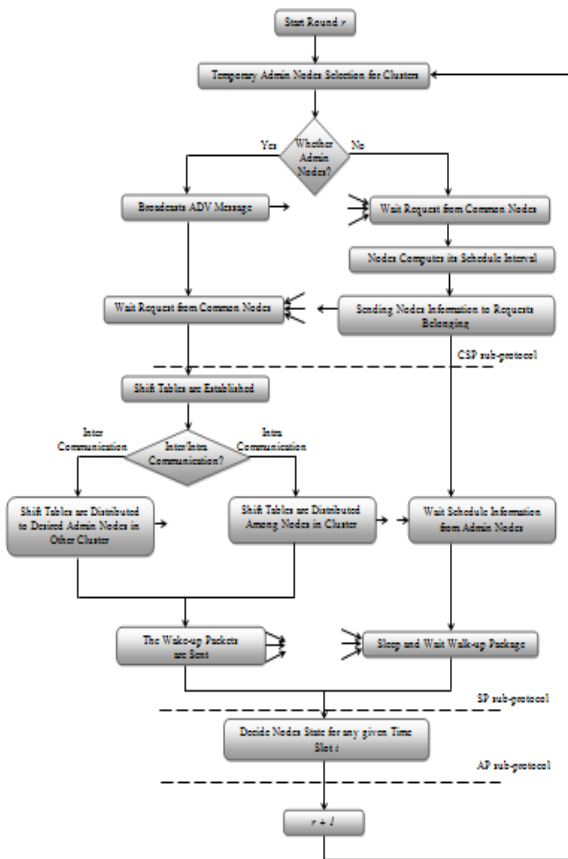 Start Round r
Temporary Admin Nodes Selection for Clusters
Yes
Whether
Admin
Nodes?
No
Broadcasts ADV Message
Wait Request from Common Nodes
Nodes Computes its Schedule Interval
Wait Request from Common Nodes
Sending Nodes Information to Requests
Belonging
CSP sub-protocol
Shift Tables are Established
Inter
Communication
Inter/Intra
Communication?
Intra
Communication
Shift Tables are Distributed
to Desired Admin Nodes in
Other Cluster
Shift Tables are Distributed
Among Nodes in Cluster
Wait Schedule Information
from Admin Nodes
The Wake-up Packets
are Sent
Sleep and Wait Walk-up Package
SP sub-protocol
Decide Nodes State for any given Time
Slot t
AP sub-protocol
r + 1